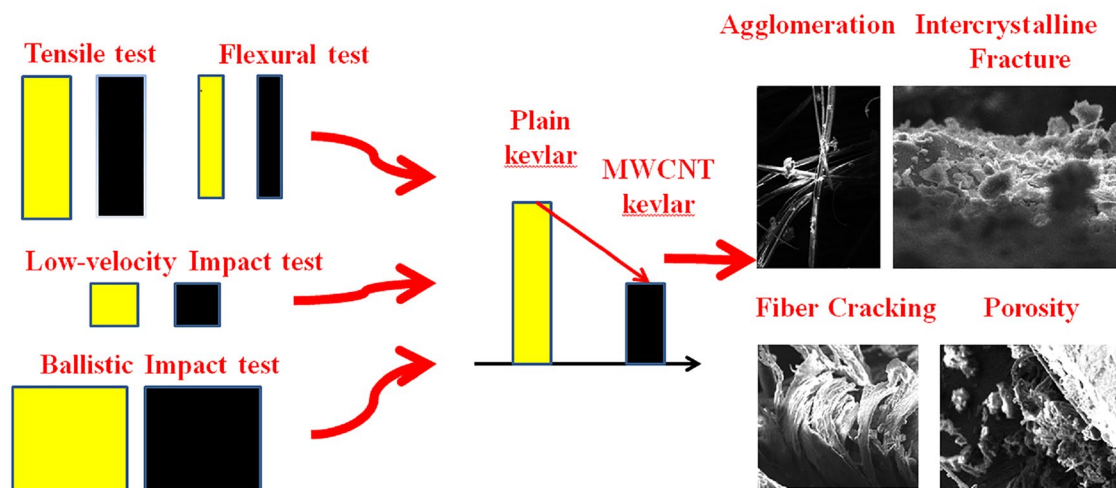 Tensile test
Flexural test
Low-velocity Impact test
Ballistic Impact test
Plain
kevlar
MWCNT
kevlar
Agglomeration
Intercrystalline
Fracture
Fiber Cracking
Porosity